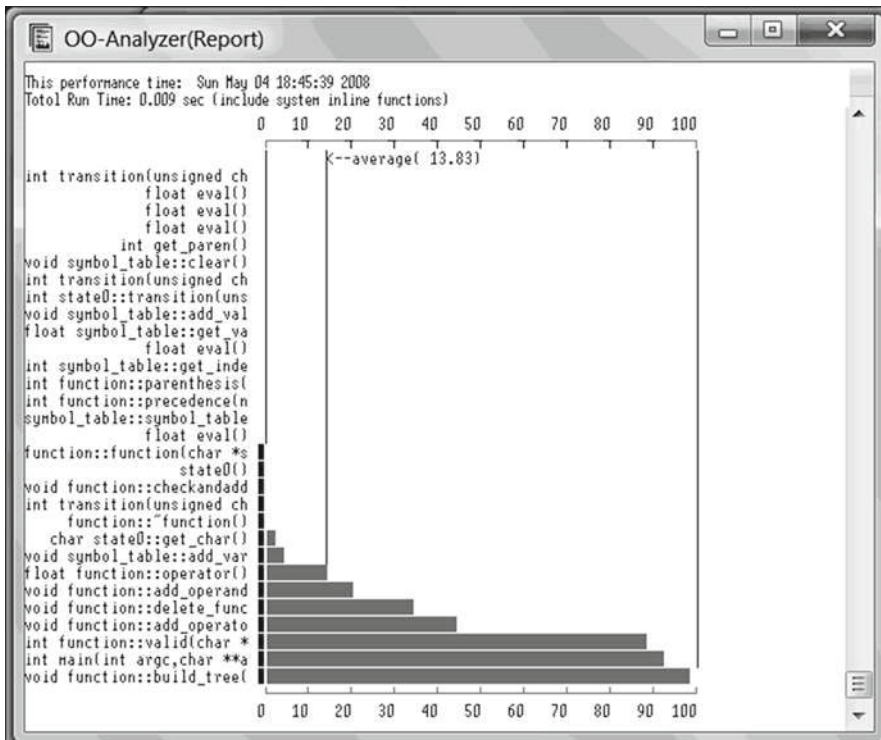 OO-Analyzer(Report)
This performance time: Sun May 04 18:45:39 2008
Totol Run Time: 0.009 sec (include system inline functions)
0 10 20 30 40 50 60 70 80 90 100
<--average( 13.83)
int transition(unsigned ch
float eval()
float eval()
float eval()
int get_paren()
void symbol_table::clear()
int transition(unsigned ch
int state0::transition(uns
void symbol_table::add_val
float symbol_table::get_va
float eval()
int symbol_table::get_inde
int function::parenthesis(
int function::precedence(n
symbol_table::symbol_table
float eval()
function::function(char *s
state0()
void function::checkandadd
int transition(unsigned ch
function::~function()
char state0::get_char()
void symbol_table::add_var
float function::operator()
void function::add_operand
void function::delete_func
void function::add_operato
int function::valid(char *
int main(int argc,char **a
void function::build_tree(
0 10 20 30 40 50 60 70 80 90 100